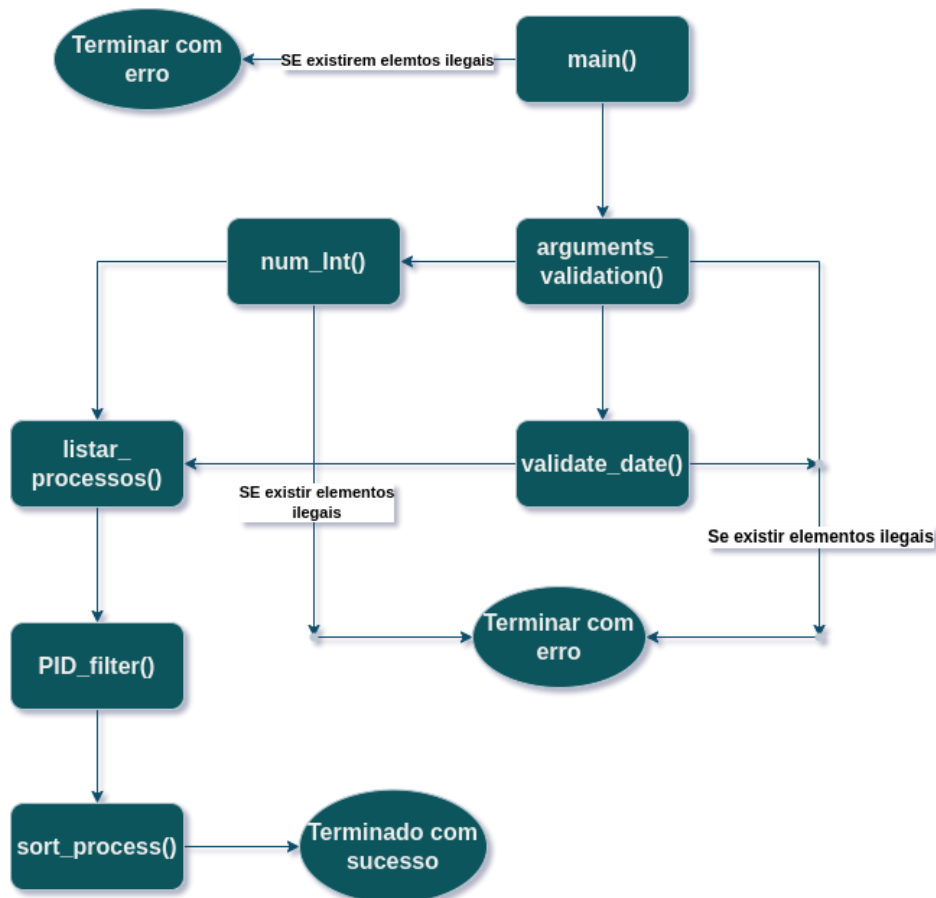 Terminar com
erro
SE existirem elemtos ilegais
main()
num_Int()
arguments_
validation()
listar_
processos()
validate_date()
SE existir elementos
ilegais
Se existir elementos ilegais
Terminar com
erro
PID_filter()
sort_process()
Terminado com
sucesso